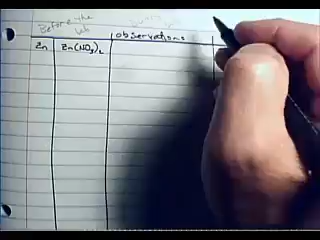 Before the
lab
observations
Zn Zn(NO₃)₂